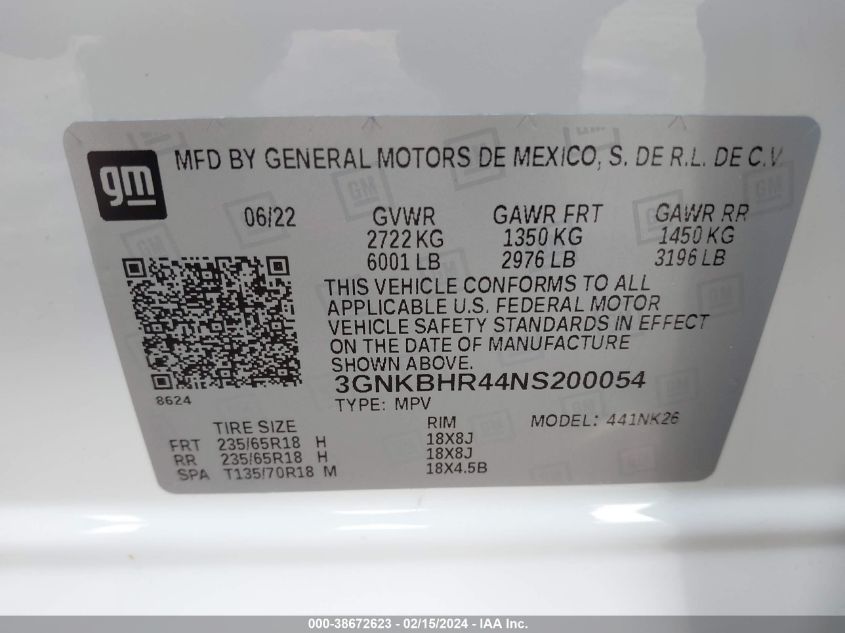 gm
MFD BY GENERAL MOTORS DE MEXICO, S. DE R.L. DE C.V.
06/22 GVWR GAWR FRT GAWR RR
2722 KG 1350 KG 1450 KG
6001 LB 2976 LB 3196 LB
THIS VEHICLE CONFORMS TO ALL
APPLICABLE U.S. FEDERAL MOTOR
VEHICLE SAFETY STANDARDS IN EFFECT
ON THE DATE OF MANUFACTURE
SHOWN ABOVE.
3GNKBHR44NS200054
8624
TYPE: MPV
TIRE SIZE RIM MODEL: 441NK26
FRT 235/65R18 H 18X8J
RR 235/65R18 H 18X8J
SPA T135/70R18 M 18X4.5B
000-38672623 - 02/15/2024 - IAA Inc.